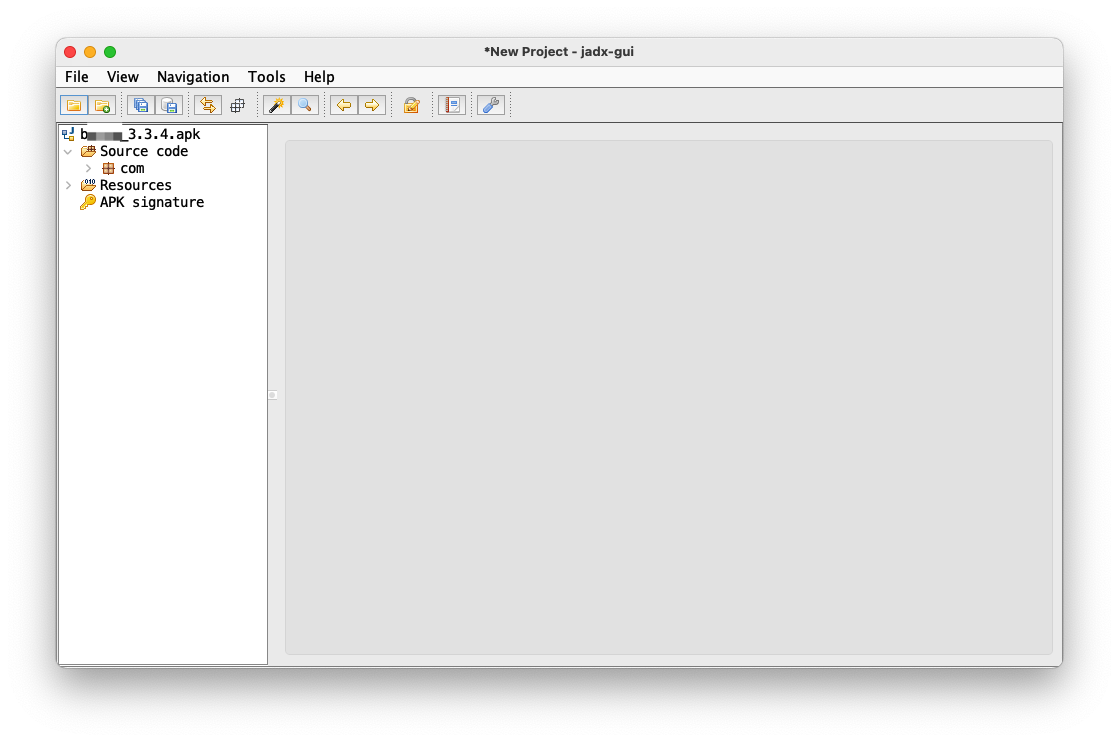 *New Project - jadx-gui
File View Navigation Tools Help
_3.3.4.apk
Source code
com
Resources
APK signature